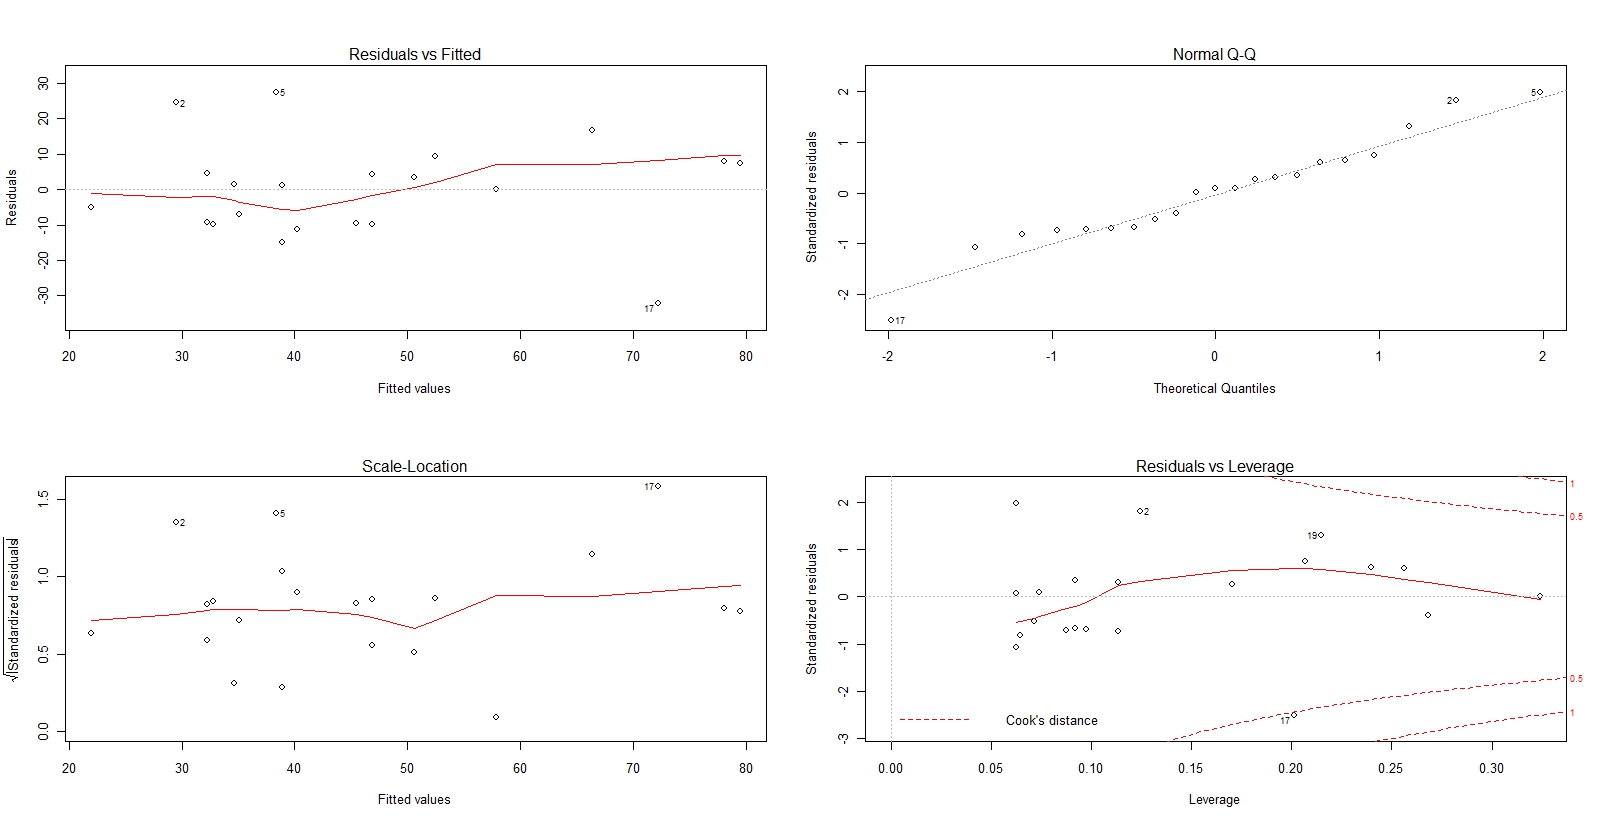 Residuals vs Fitted
Residuals
30
20
10
0
-10
-20
-30
2
5
17
20 30 40 50 60 70 80
Fitted values
Normal Q-Q
Standardized residuals
2
1
0
-1
-2
2
5
17
-2 -1 0 1 2
Theoretical Quantiles
Scale-Location
√|Standardized residuals|
1.5
1.0
0.5
0.0
2
5
17
20 30 40 50 60 70 80
Fitted values
Residuals vs Leverage
Standardized residuals
2
1
0
-1
-2
-3
2
19
17
1
0.5
0.5
1
Cook's distance
0.00 0.05 0.10 0.15 0.20 0.25 0.30
Leverage